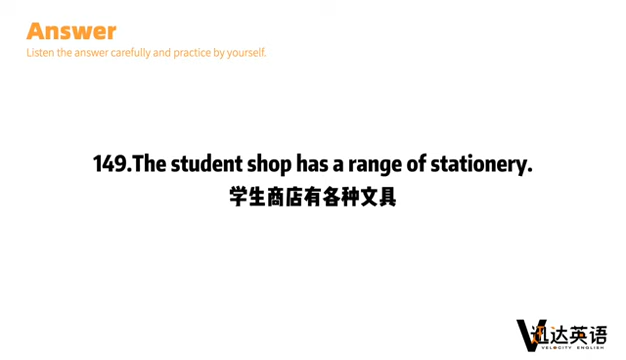 Answer
Listen the answer carefully and practice by yourself.
149.The student shop has a range of stationery.
学生商店有各种文具
迅达英语
VELOCITY ENGLISH